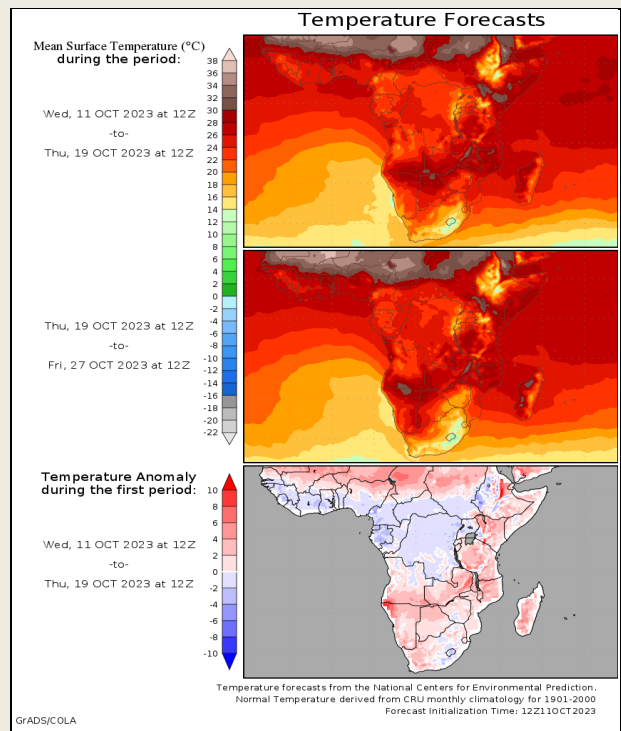 Temperature Forecasts
Mean Surface Temperature (°C)
during the period:
38
36
34
32
30
28
26
24
22
20
18
16
14
12
10
8
6
4
2
0
-2
-4
-6
-8
-10
-12
-14
-16
-18
-20
-22
Wed, 11 OCT 2023 at 12Z
-to-
Thu, 19 OCT 2023 at 12Z
Thu, 19 OCT 2023 at 12Z
-to-
Fri, 27 OCT 2023 at 12Z
Temperature Anomaly
during the first period:
10
8
6
4
2
0
-2
-4
-6
-8
-10
Wed, 11 OCT 2023 at 12Z
-to-
Thu, 19 OCT 2023 at 12Z
Temperature forecasts from the National Centers for Environmental Prediction.
Normal Temperature derived from CRU monthly climatology for 1901-2000
Forecast Initialization Time: 12Z11OCT2023
GrADS/COLA